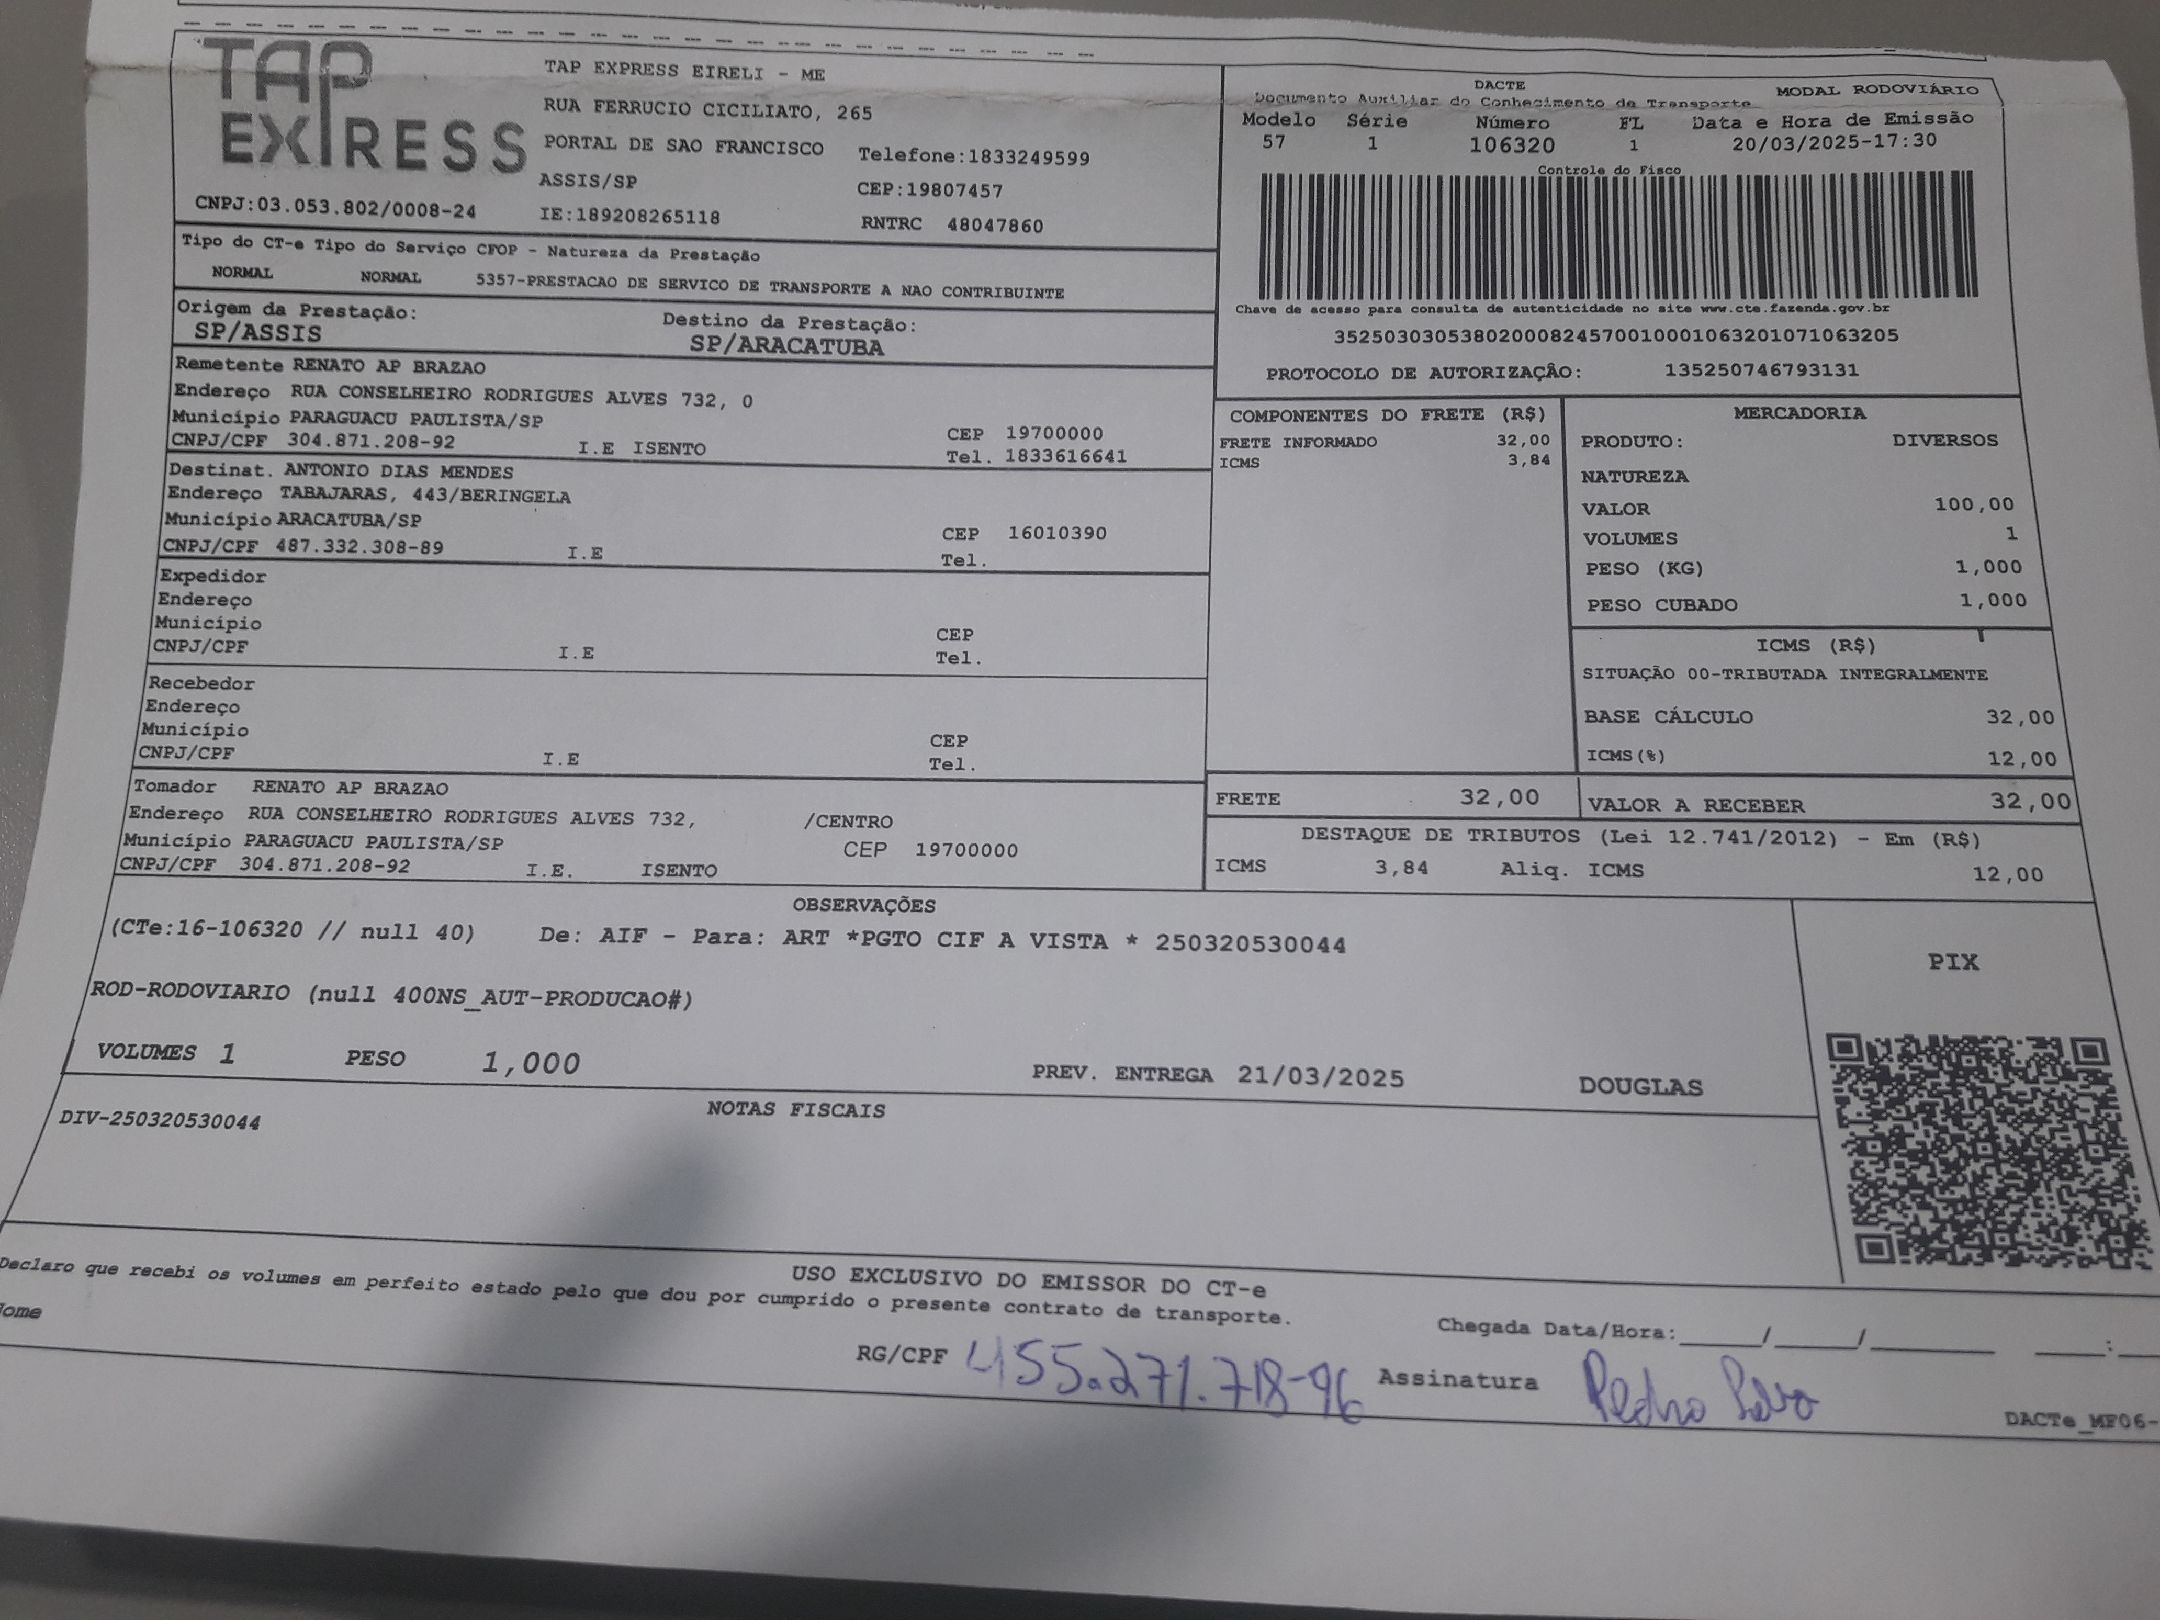 TAP
EXPRESS
CNPJ:03.053.802/0008-24
TAP EXPRESS EIRELI - ME
RUA FERRUCIO CICILIATO, 265
PORTAL DE SAO FRANCISCO Telefone:1833249599
ASSIS/SP CEP:19807457
IE:189208265118 RNTRC 48047860
DACTE MODAL RODOVIÁRIO
Documento Auxiliar do Conhecimento de Transporte
Modelo Série Número FL Data e Hora de Emissão
57 1 106320 1 20/03/2025-17:30
Controle do Fisco
Chave de acesso para consulta de autenticidade no site www.cte.fazenda.gov.br
35250303053802000824570010001063201071063205
PROTOCOLO DE AUTORIZAÇÃO: 135250746793131
Tipo do CT-e Tipo do Serviço CFOP - Natureza da Prestação
NORMAL NORMAL 5357-PRESTACAO DE SERVICO DE TRANSPORTE A NAO CONTRIBUINTE
Origem da Prestação: Destino da Prestação:
SP/ASSIS SP/ARACATUBA
Remetente RENATO AP BRAZAO
Endereço RUA CONSELHEIRO RODRIGUES ALVES 732, 0
Município PARAGUACU PAULISTA/SP CEP 19700000
CNPJ/CPF 304.871.208-92 I.E ISENTO Tel. 1833616641
Destinat. ANTONIO DIAS MENDES
Endereço TABAJARAS, 443/BERINGELA
Município ARACATUBA/SP CEP 16010390
CNPJ/CPF 487.332.308-89 I.E Tel.
Expedidor
Endereço
Município CEP
CNPJ/CPF I.E Tel.
Recebedor
Endereço
Município CEP
CNPJ/CPF I.E Tel.
Tomador RENATO AP BRAZAO
Endereço RUA CONSELHEIRO RODRIGUES ALVES 732, /CENTRO
Município PARAGUACU PAULISTA/SP CEP 19700000
CNPJ/CPF 304.871.208-92 I.E. ISENTO
COMPONENTES DO FRETE (R$)
FRETE INFORMADO 32,00
ICMS 3,84
MERCADORIA
PRODUTO: DIVERSOS
NATUREZA
VALOR 100,00
VOLUMES 1
PESO (KG) 1,000
PESO CUBADO 1,000
ICMS (R$)
SITUAÇÃO 00-TRIBUTADA INTEGRALMENTE
BASE CÁLCULO 32,00
ICMS(%) 12,00
FRETE 32,00 VALOR A RECEBER 32,00
DESTAQUE DE TRIBUTOS (Lei 12.741/2012) - Em (R$)
ICMS 3,84 Aliq. ICMS 12,00
OBSERVAÇÕES
(CTe:16-106320 // null 40) De: AIF - Para: ART *PGTO CIF A VISTA * 250320530044
ROD-RODOVIARIO (null 400NS_AUT-PRODUCAO#)
VOLUMES 1 PESO 1,000 PREV. ENTREGA 21/03/2025 DOUGLAS
PIX
NOTAS FISCAIS
DIV-250320530044
USO EXCLUSIVO DO EMISSOR DO CT-e
Declaro que recebi os volumes em perfeito estado pelo que dou por cumprido o presente contrato de transporte.
Nome RG/CPF 455.271.718-96 Assinatura Pedro
Chegada Data/Hora:_____/_____/_______ ____:
DACTe_MF06-